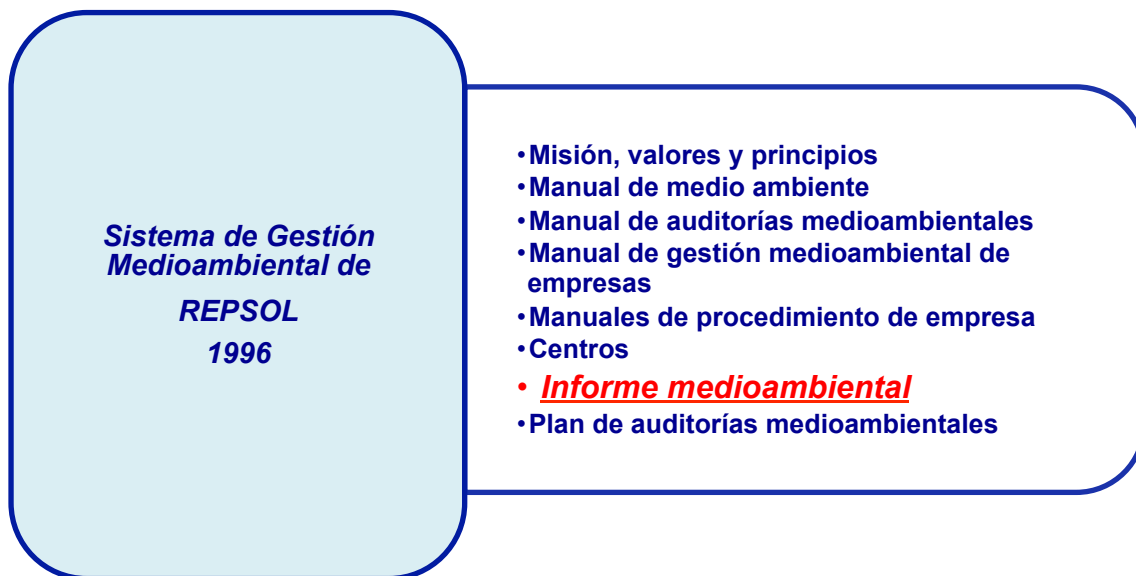 Sistema de Gestión
Medioambiental de
REPSOL
1996
•Misión, valores y principios
•Manual de medio ambiente
•Manual de auditorías medioambientales
•Manual de gestión medioambiental de
empresas
•Manuales de procedimiento de empresa
•Centros
• Informe medioambiental
•Plan de auditorías medioambientales